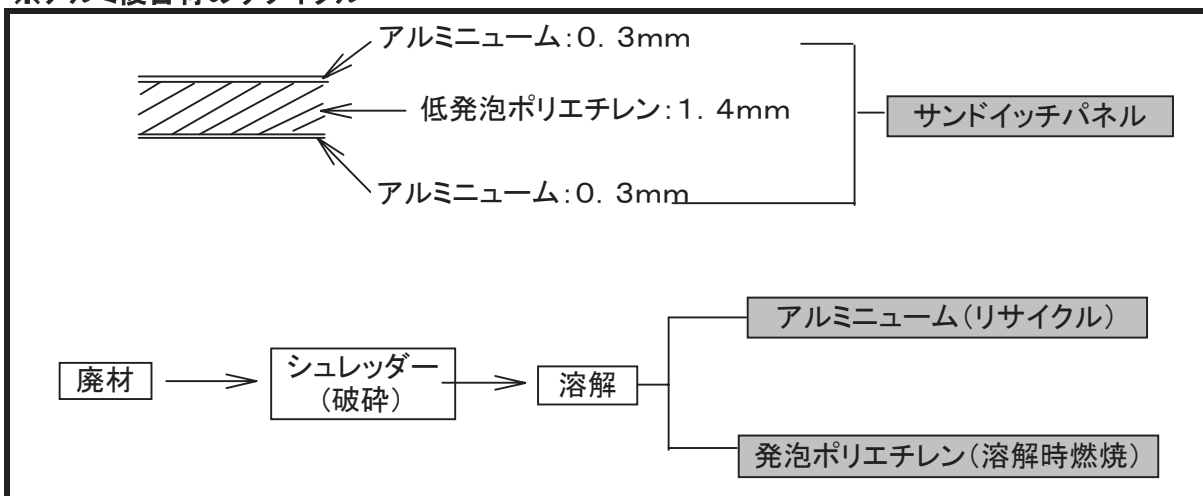 アルミニューム：0．3mm
低発泡ポリエチレン：1．4mm
サンドイッチパネル
アルミニューム：0．3mm
アルミニューム（リサイクル）
廃材
シュレッダー
（破砕）
溶解
発泡ポリエチレン（溶解時燃焼）